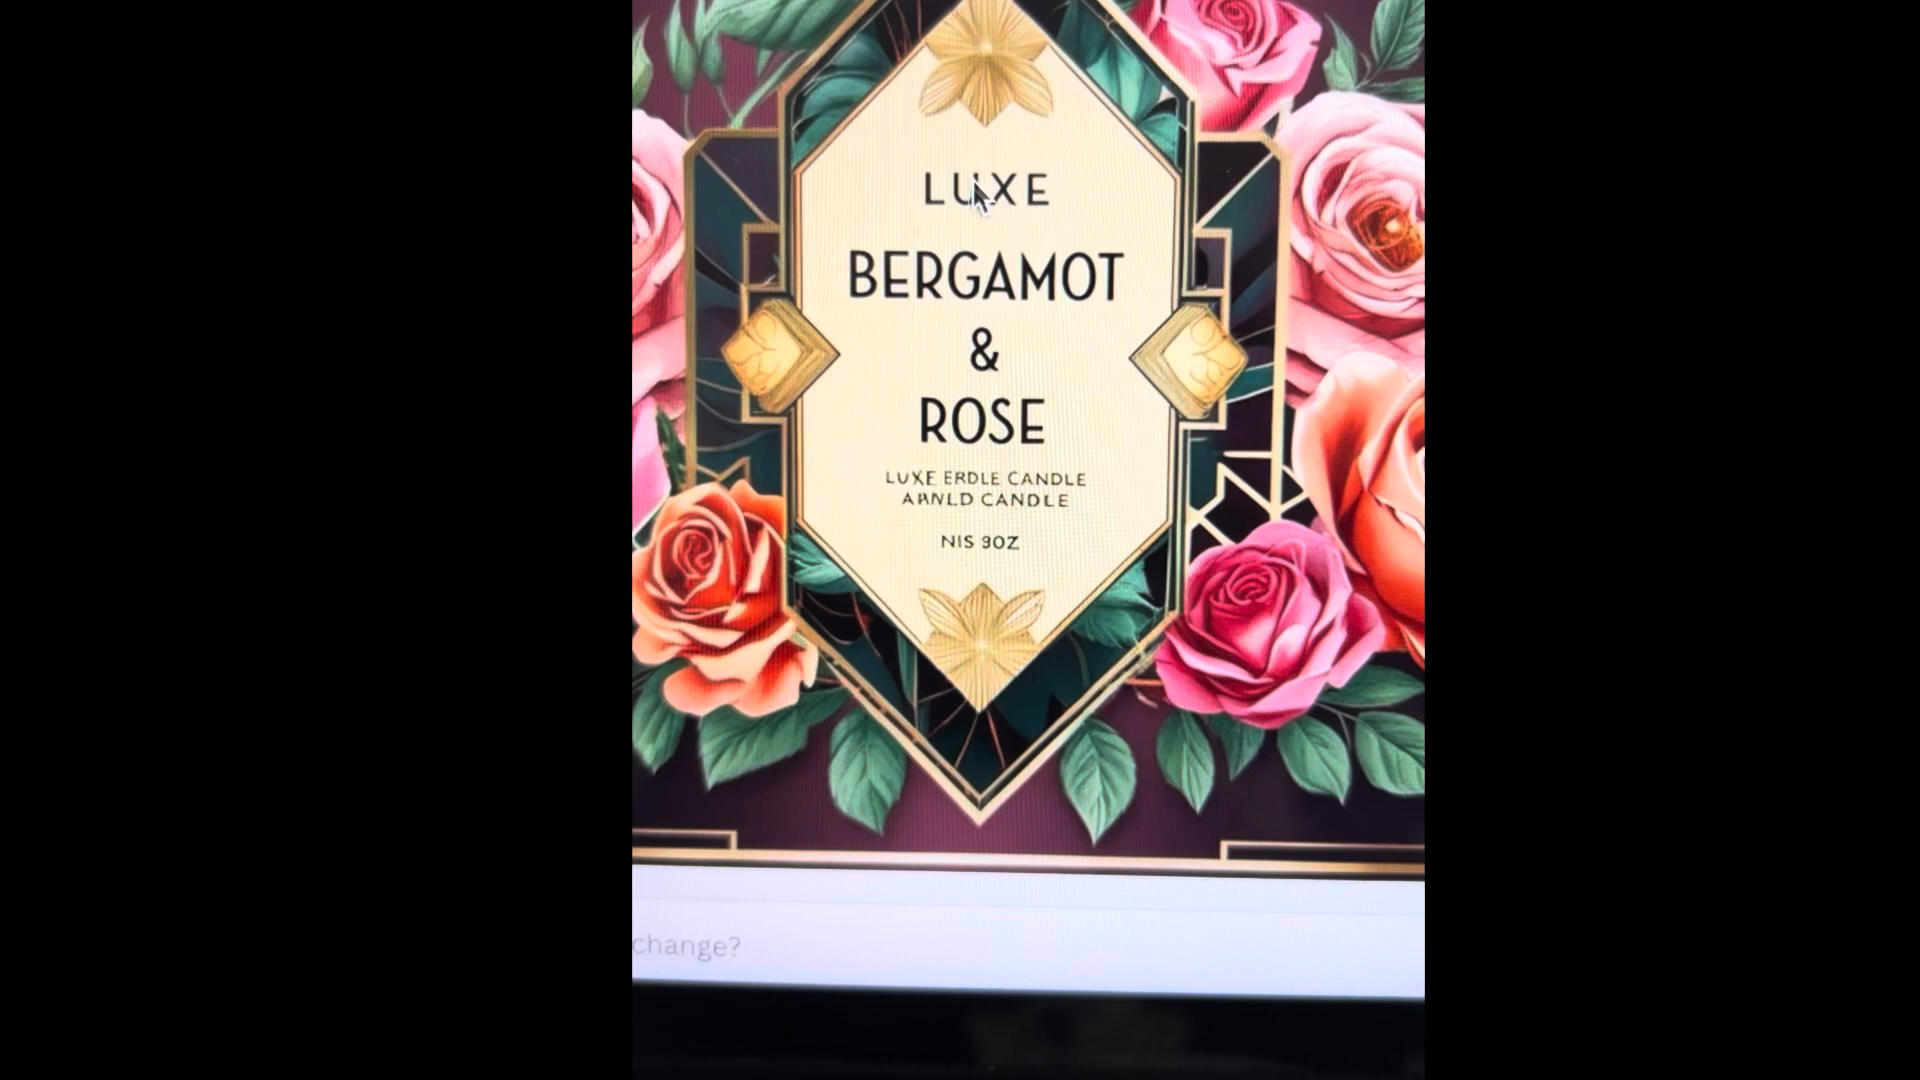 LUXE
BERGAMOT
&
ROSE
LUXE ERDLE CANDLE
ARNLD CANDLE
NIS 9OZ
change?